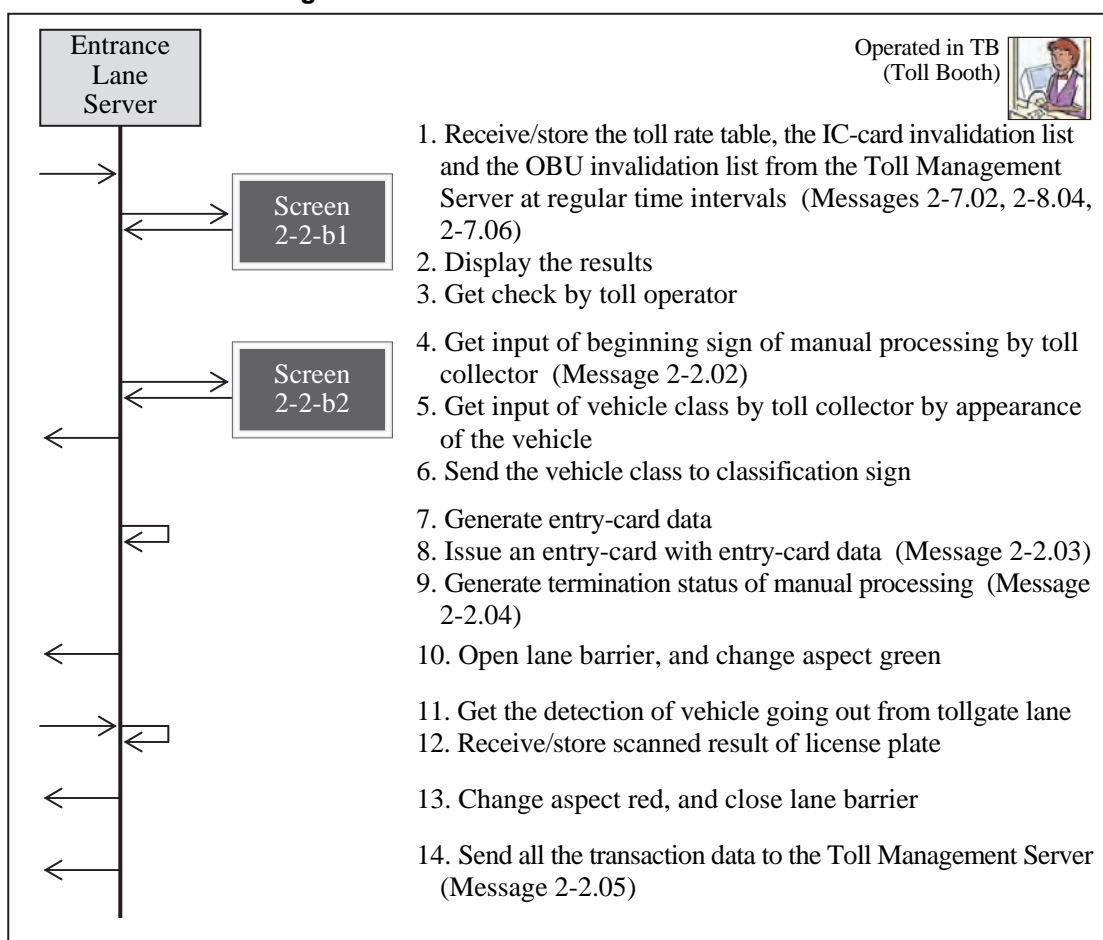 Entrance
Lane
Server
Operated in TB
(Toll Booth)
1. Receive/store the toll rate table, the IC-card invalidation list
and the OBU invalidation list from the Toll Management
Server at regular time intervals (Messages 2-7.02, 2-8.04,
2-7.06)
Screen
2-2-b1
2. Display the results
3. Get check by toll operator
4. Get input of beginning sign of manual processing by toll
collector (Message 2-2.02)
Screen
2-2-b2
5. Get input of vehicle class by toll collector by appearance
of the vehicle
6. Send the vehicle class to classification sign
7. Generate entry-card data
8. Issue an entry-card with entry-card data (Message 2-2.03)
9. Generate termination status of manual processing (Message
2-2.04)
10. Open lane barrier, and change aspect green
11. Get the detection of vehicle going out from tollgate lane
12. Receive/store scanned result of license plate
13. Change aspect red, and close lane barrier
14. Send all the transaction data to the Toll Management Server
(Message 2-2.05)